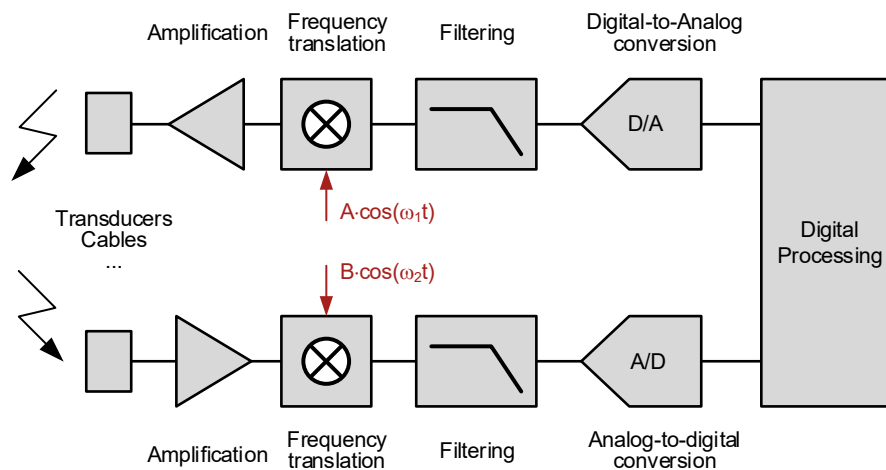 Amplification
Frequency
translation
Filtering
Digital-to-Analog
conversion
D/A
A·cos(ω₁t)
Transducers
Cables
...
Digital
Processing
B·cos(ω₂t)
A/D
Amplification
Frequency
translation
Filtering
Analog-to-digital
conversion